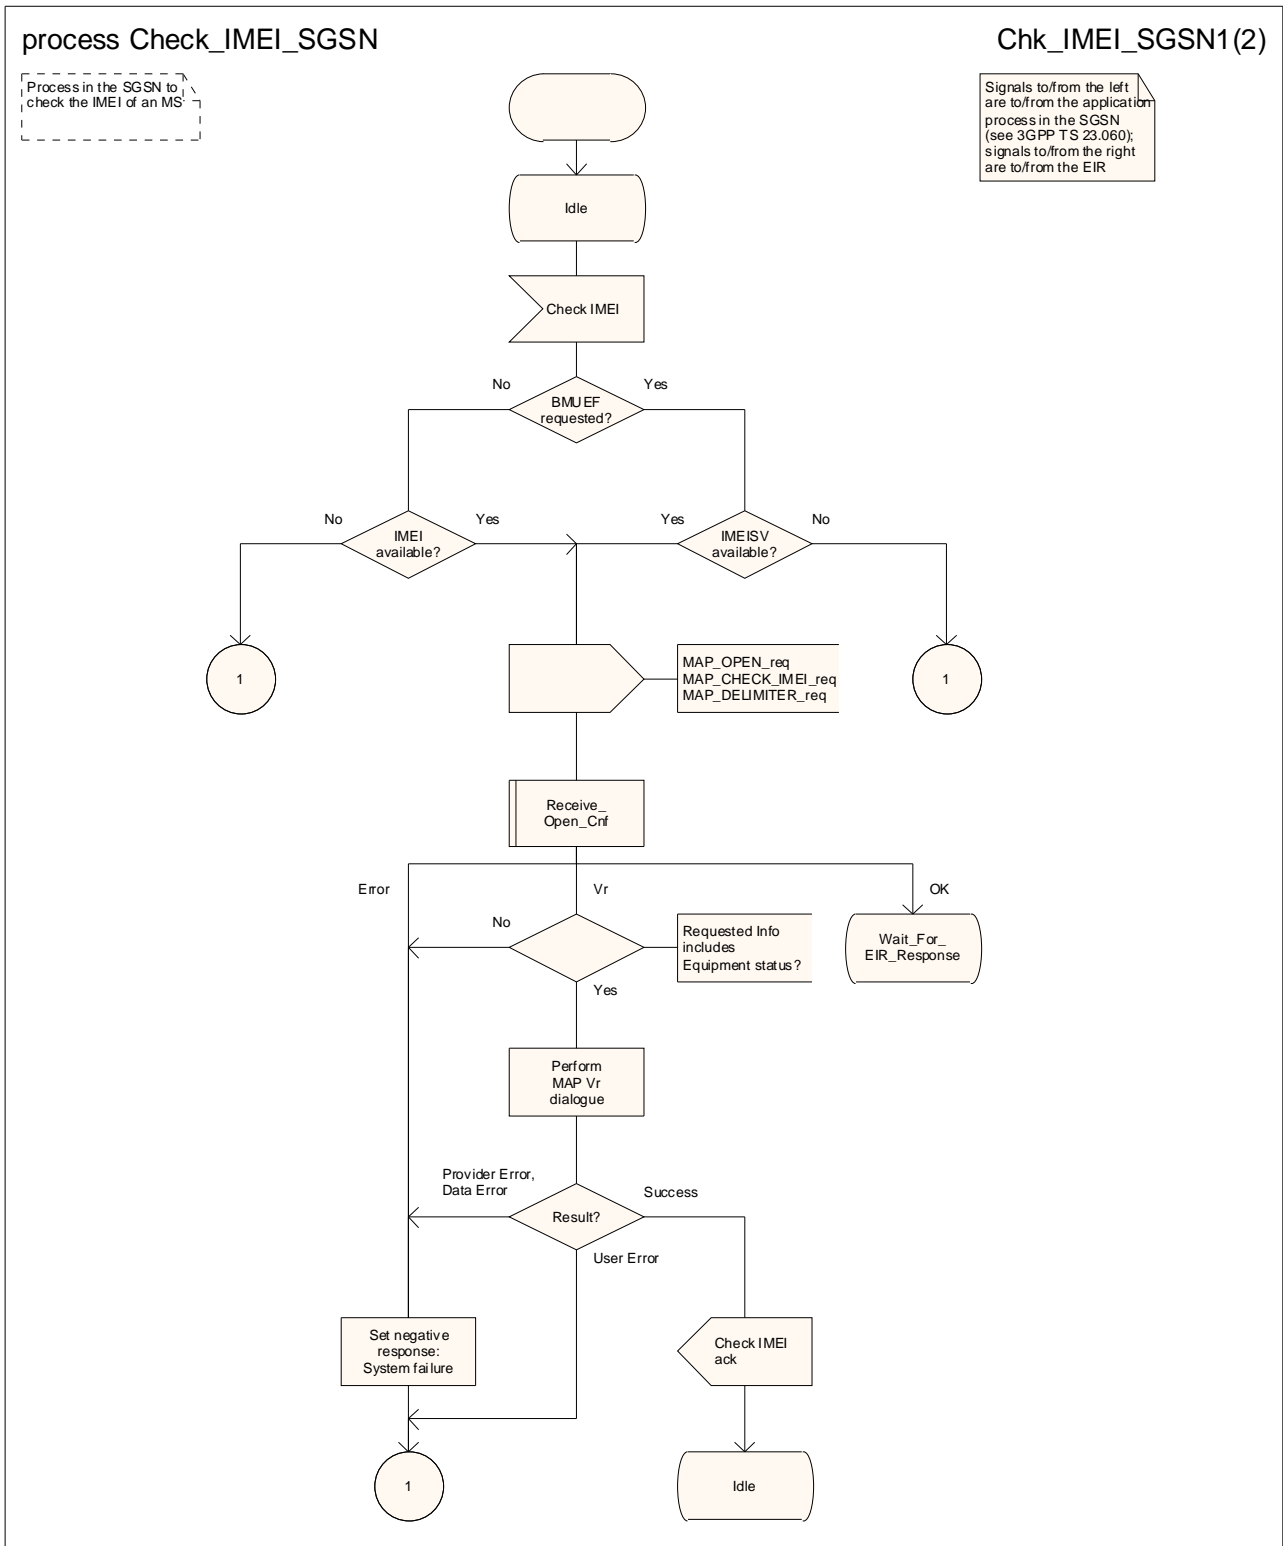 process Check_IMEI_SGSN
Chk_IMEI_SGSN1(2)
Process in the SGSN to
check the IMEI of an MS
Signals to/from the left
are to/from the application
process in the SGSN
(see 3GPP TS 23.060);
signals to/from the right
are to/from the EIR
Idle
Check IMEI
No
Yes
BMUEF
requested?
No
Yes
Yes
No
IMEI
available?
IMEISV
available?
1
MAP_OPEN_req
MAP_CHECK_IMEI_req
MAP_DELIMITER_req
1
Receive_
Open_Cnf
Error
Vr
OK
No
Requested Info
includes
Equipment status?
Wait_For_
EIR_Response
Yes
Perform
MAP Vr
dialogue
Provider Error,
Data Error
Success
Result?
User Error
Set negative
response:
System failure
Check IMEI
ack
1
Idle